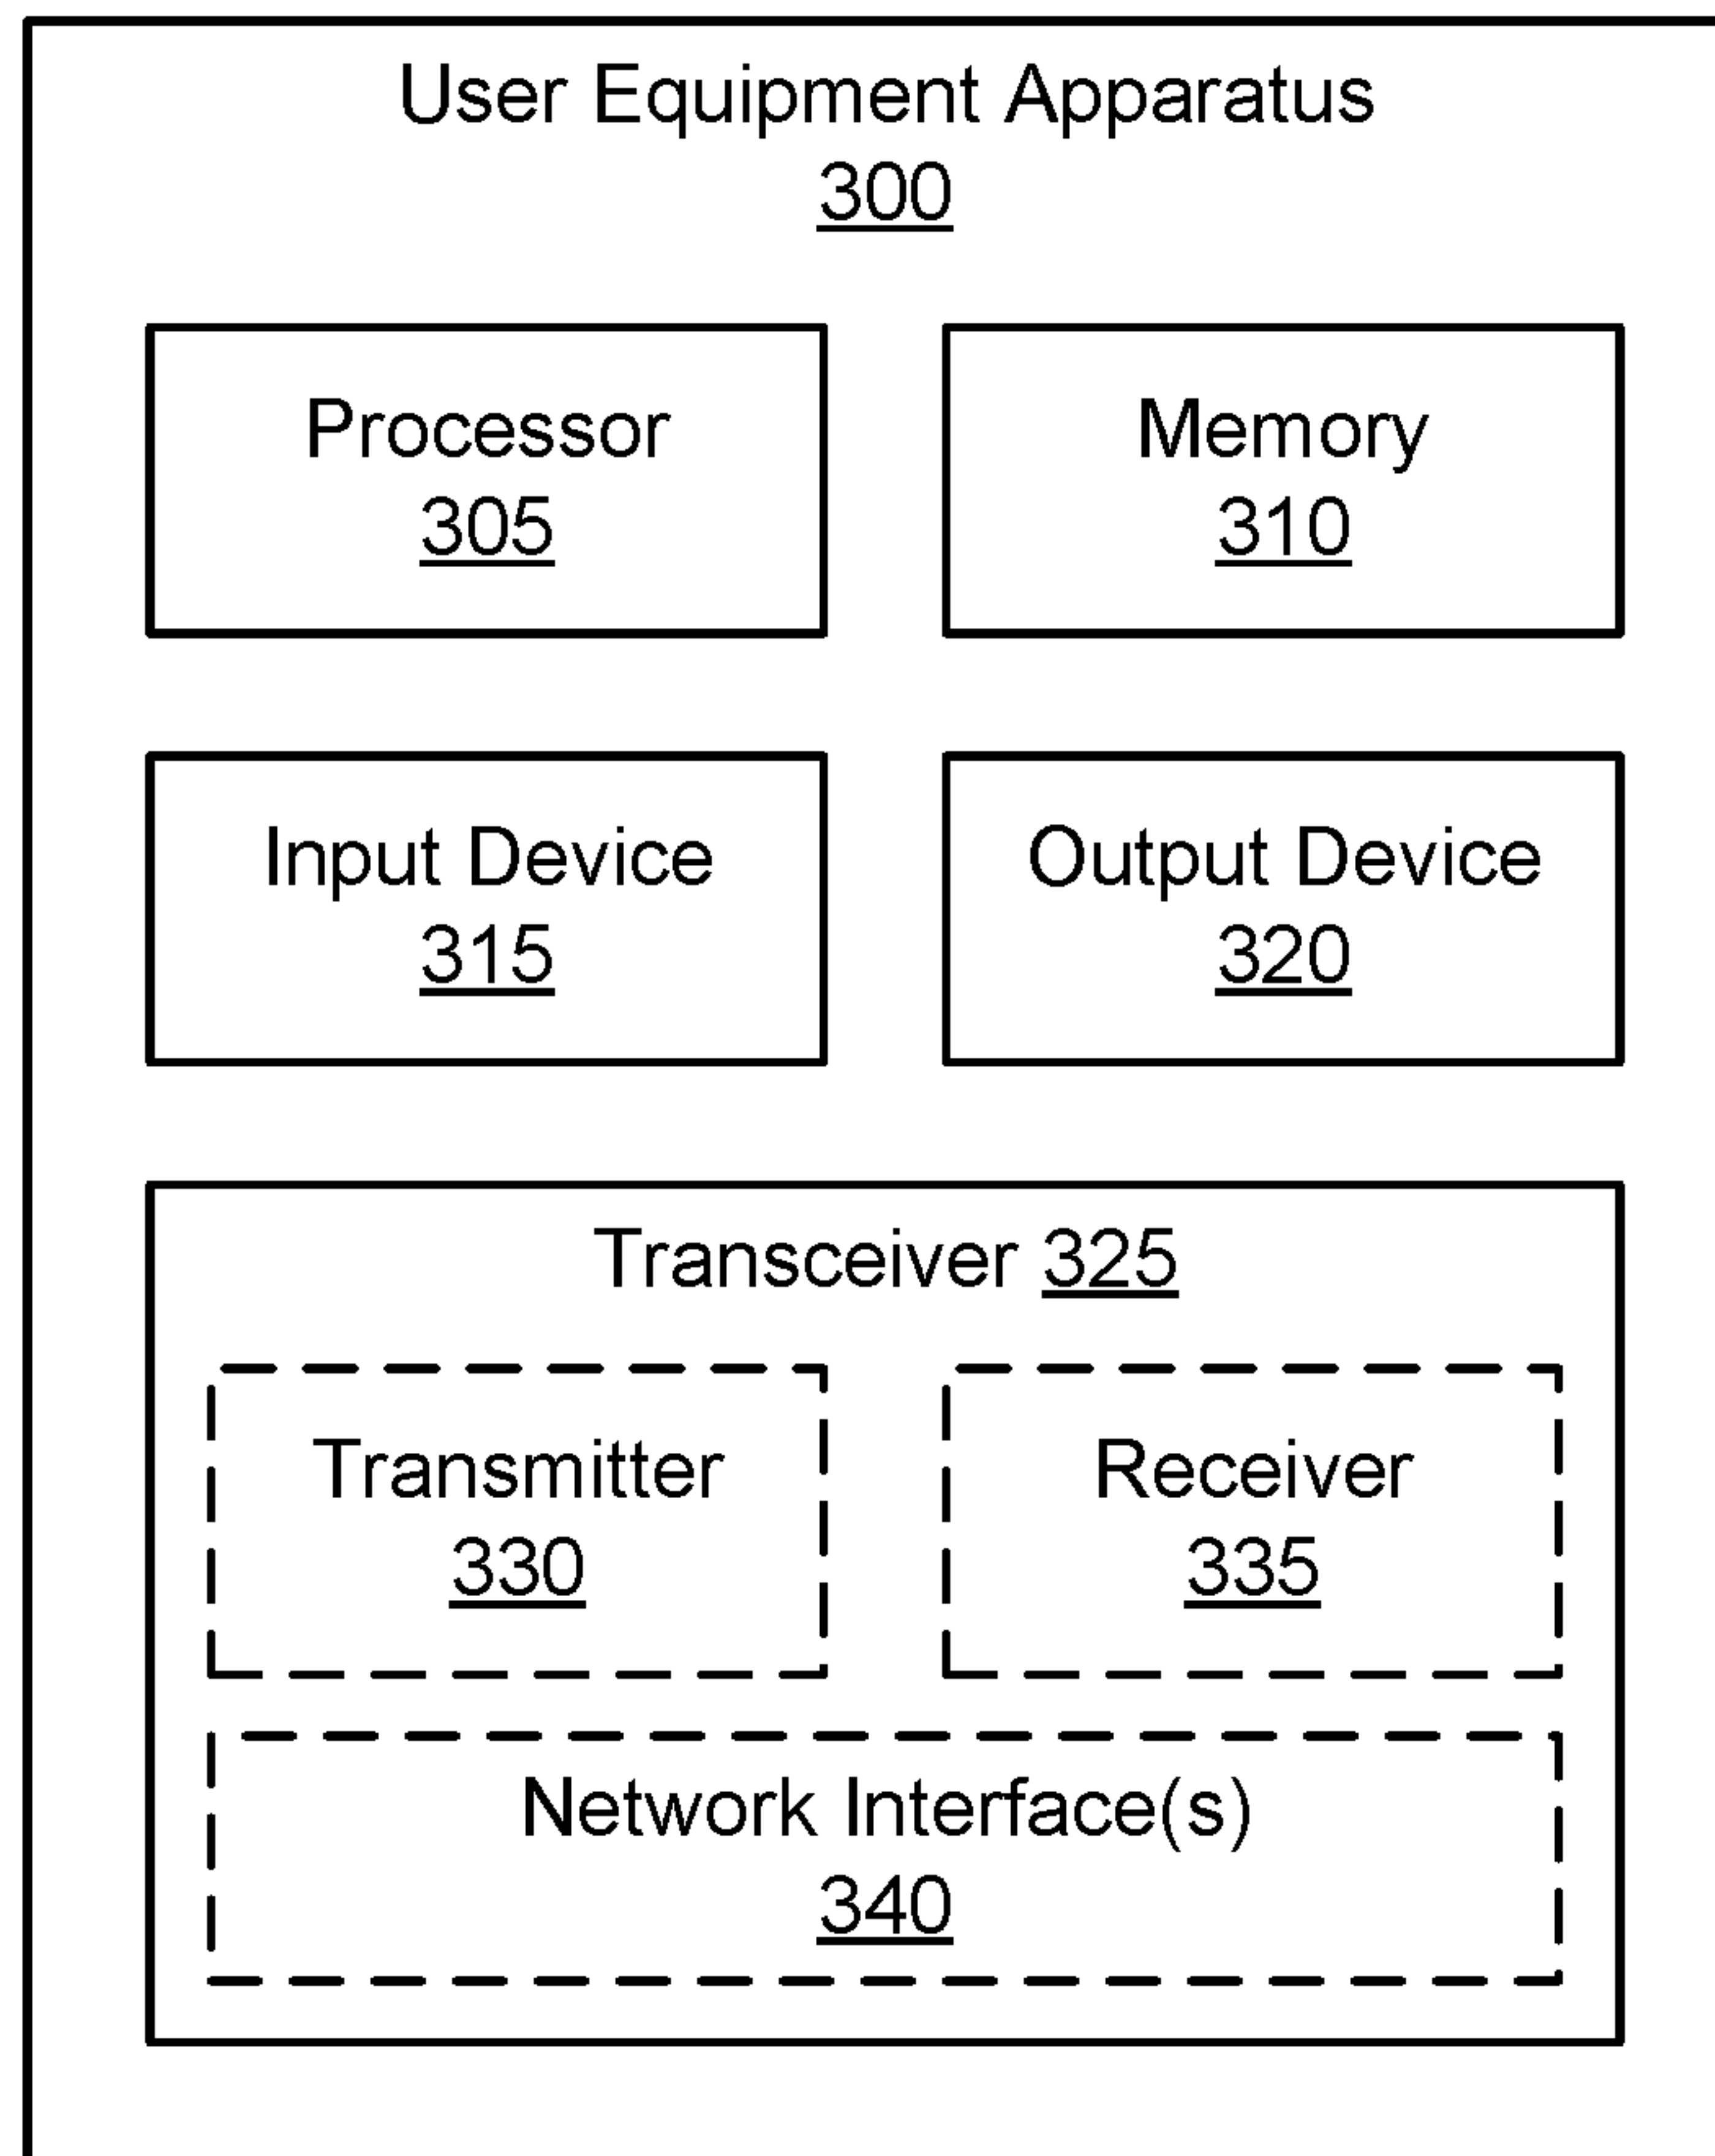 User Equipment Apparatus
300
Processor
305
Memory
310
Input Device
315
Output Device
320
Transceiver 325
Transmitter
330
Receiver
335
Network Interface(s)
340